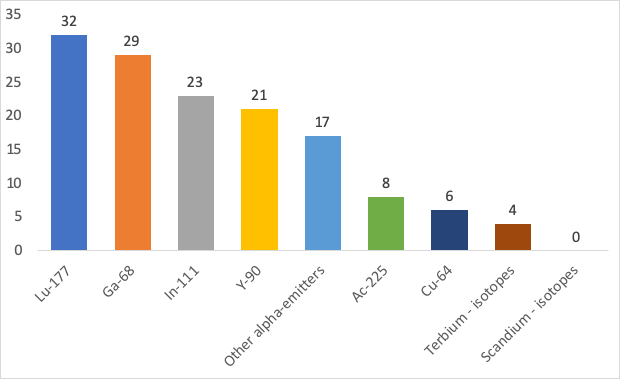 35
30
25
20
15
10
5
0
32
29
23
21
17
8
6
4
0
Lu-177
Ga-68
In-111
Y-90
Other alpha-emitters
Ac-225
Cu-64
Terbium - isotopes
Scandium - isotopes